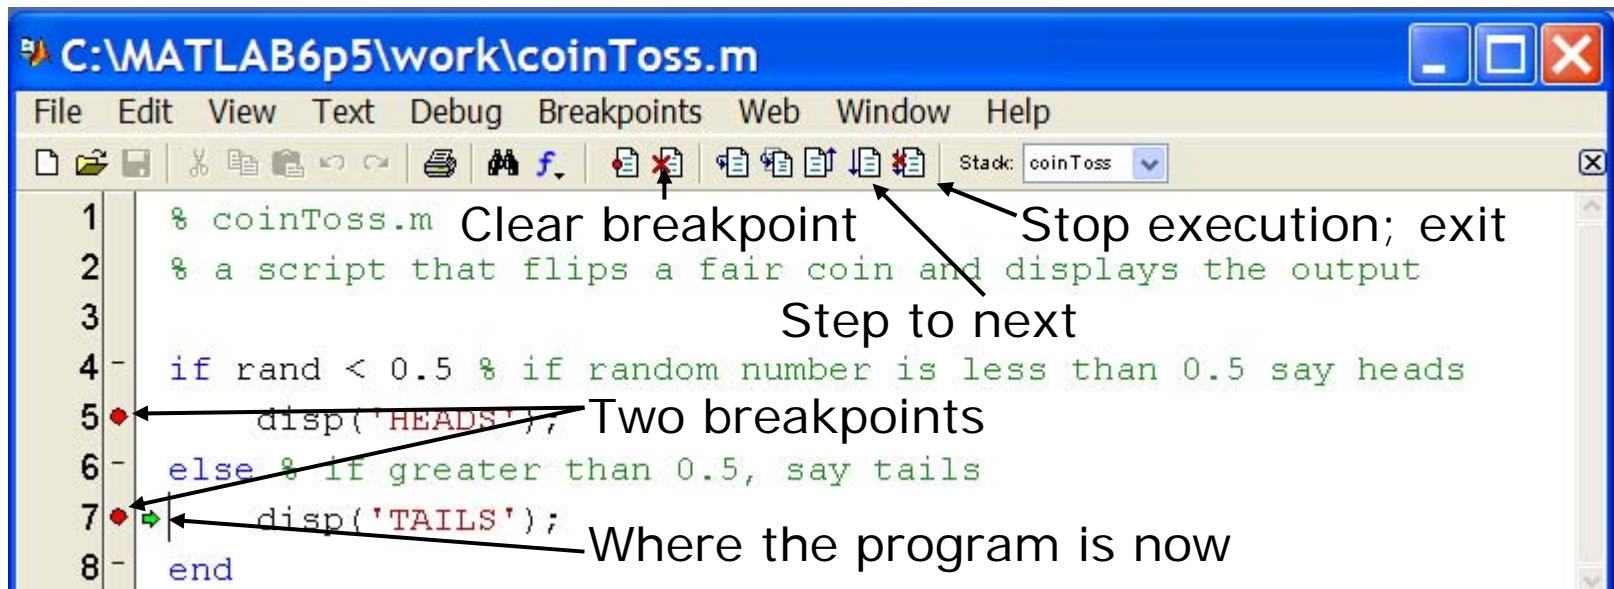 C:\MATLAB6p5\work\coinToss.m
File Edit View Text Debug Breakpoints Web Window Help
Stack: coinToss
1 % coinToss.m
Clear breakpoint
Stop execution; exit
2 % a script that flips a fair coin and displays the output
3
Step to next
4 - if rand < 0.5 % if random number is less than 0.5 say heads
5 disp('HEADS');
Two breakpoints
6 - else % if greater than 0.5, say tails
7 disp('TAILS');
Where the program is now
8 - end